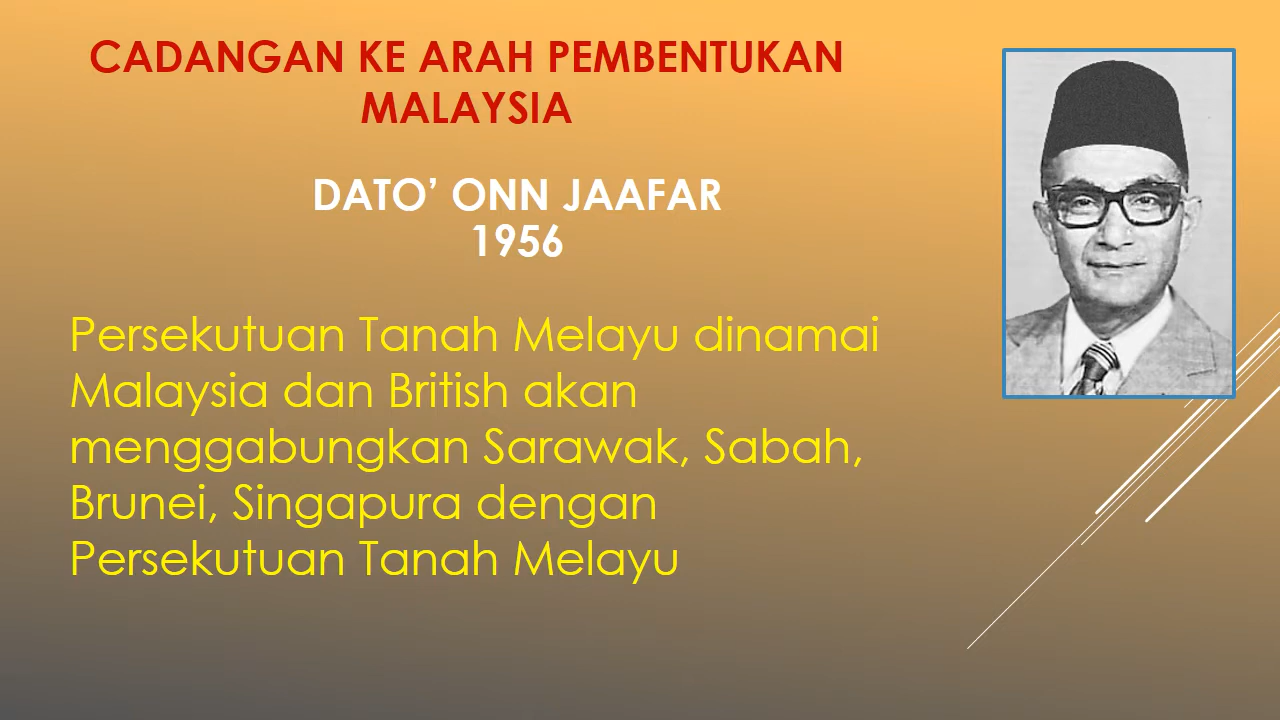 CADANGAN KE ARAH PEMBENTUKAN
MALAYSIA
DATO’ ONN JAAFAR
1956
Persekutuan Tanah Melayu dinamai
Malaysia dan British akan
menggabungkan Sarawak, Sabah,
Brunei, Singapura dengan
Persekutuan Tanah Melayu